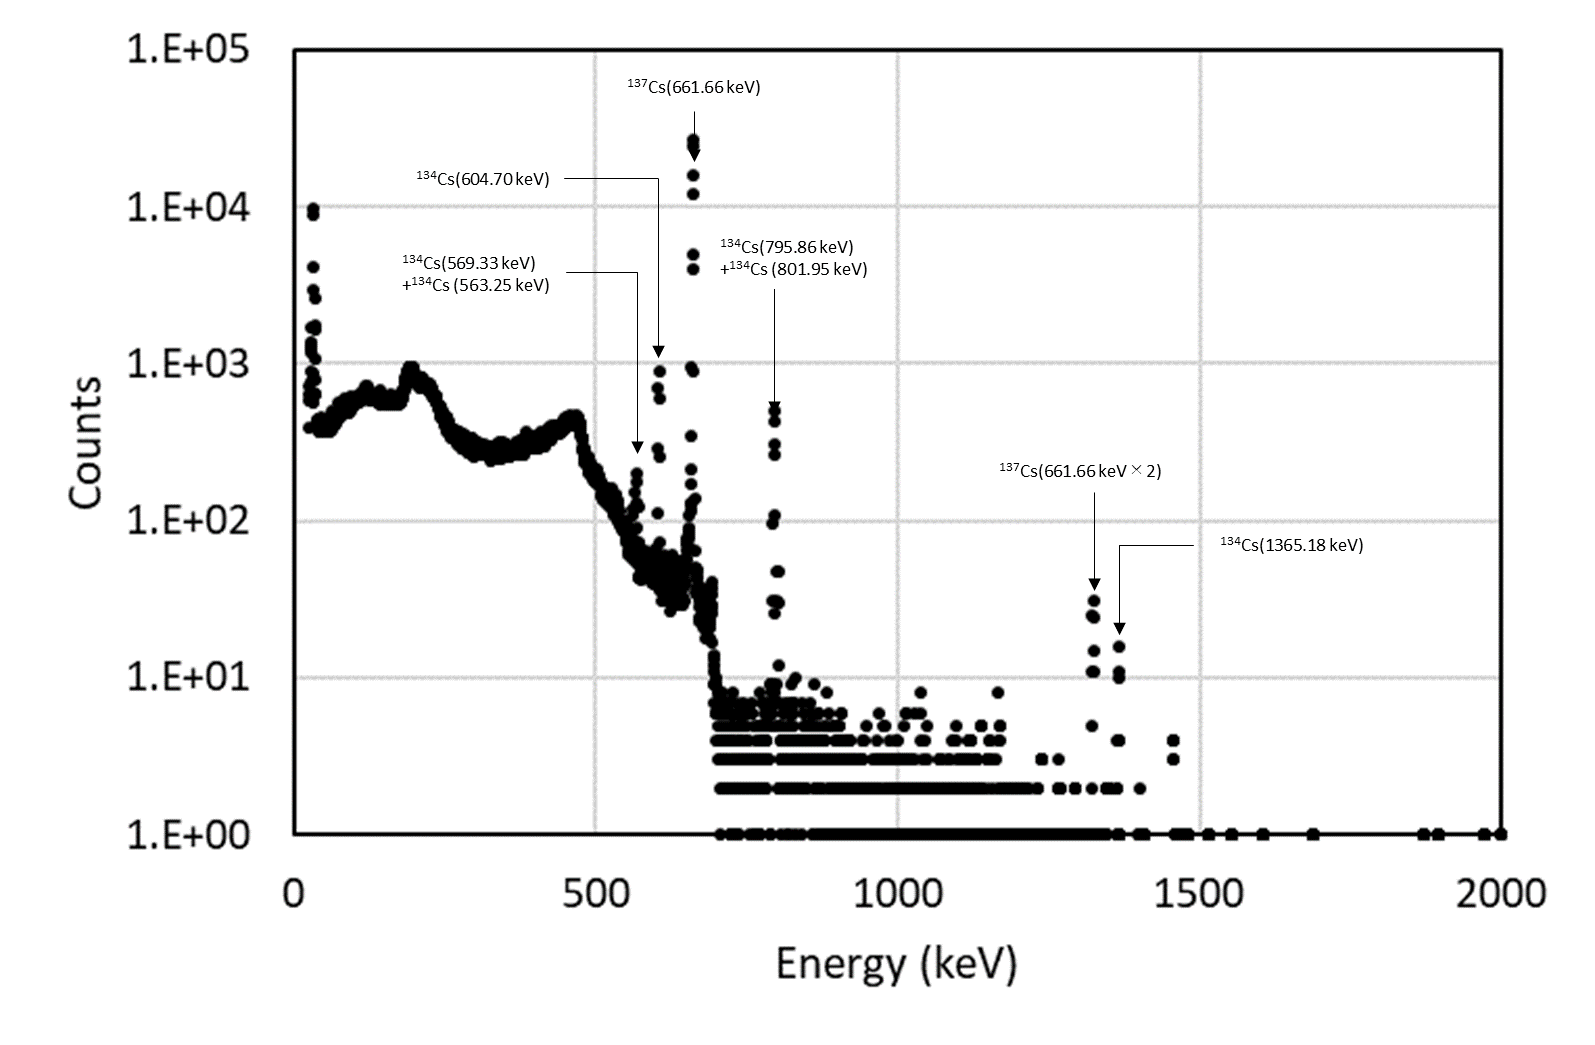 1.E+05
1.E+04
1.E+03
1.E+02
1.E+01
1.E+00
Counts
¹³⁷Cs(661.66 keV)
¹³⁴Cs(604.70 keV)
¹³⁴Cs(569.33 keV)
+¹³⁴Cs (563.25 keV)
¹³⁴Cs(795.86 keV)
+¹³⁴Cs (801.95 keV)
¹³⁷Cs(661.66 keV × 2)
¹³⁴Cs(1365.18 keV)
0 500 1000 1500 2000
Energy (keV)